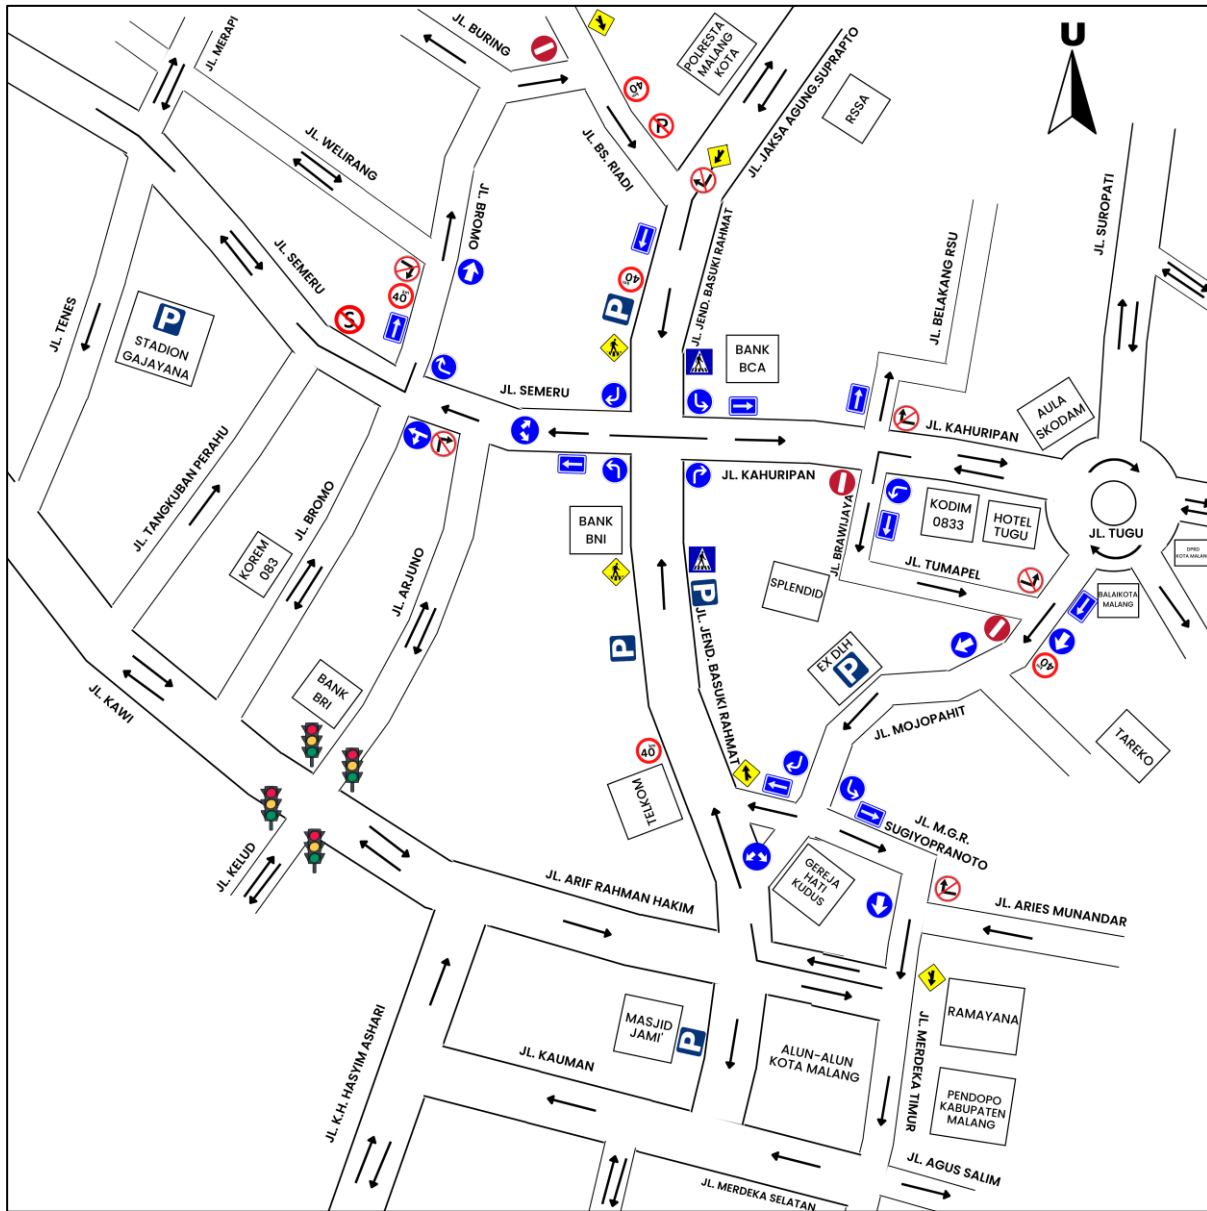 JL. MERAPI
JL. BURING
POLRESTA
MALANG
KOTA
U
JL. JAKSA AGUNG.SUPRAPTO
RSSA
40
P
JL. WELIRANG
JL. BS. RIADI
JL. BROMO
JL. SUROPATI
JL. SEMERU
JL. JEND. BASUKI RAHMAT
JL. BELAKANG RSU
40
40
S
P
P
JL. TENES
STADION
GAJAYANA
BANK
BCA
JL. SEMERU
AULA
SKODAM
JL. KAHURIPAN
JL. TANGKUBAN PERAHU
JL. KAHURIPAN
JL. BRAWIJAYA
KODIM
0833
HOTEL
TUGU
JL. TUGU
BANK
BNI
DPRD
KOTA MALANG
KOREM
083
JL. BROMO
JL. ARJUNO
JL. TUMAPEL
SPLENDID
P
BALAIKOTA
MALANG
JL. JEND. BASUKI RAHMAT
P
EX DLH
P
40
JL. KAWI
BANK
BRI
JL. MOJOPAHIT
TAREKO
40
TELKOM
JL. M.G.R.
SUGIYOPRANOTO
JL. KELUD
GEREJA
HATI
KUDUS
JL. ARIF RAHMAN HAKIM
JL. ARIES MUNANDAR
JL. K.H. HASYIM ASHARI
MASJID
JAMI'
P
RAMAYANA
JL. KAUMAN
ALUN-ALUN
KOTA MALANG
JL. MERDEKA TIMUR
PENDOPO
KABUPATEN
MALANG
JL. AGUS SALIM
JL. MERDEKA SELATAN